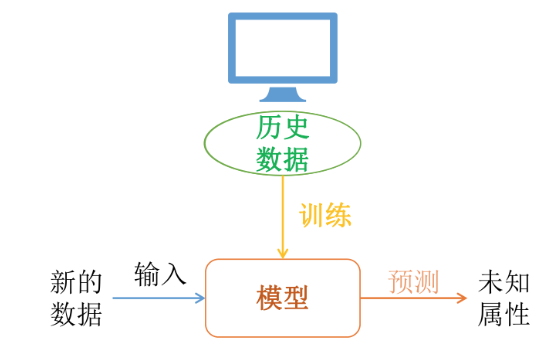 历史
数据
训练
新的
数据
输入
模型
预测
未知
属性